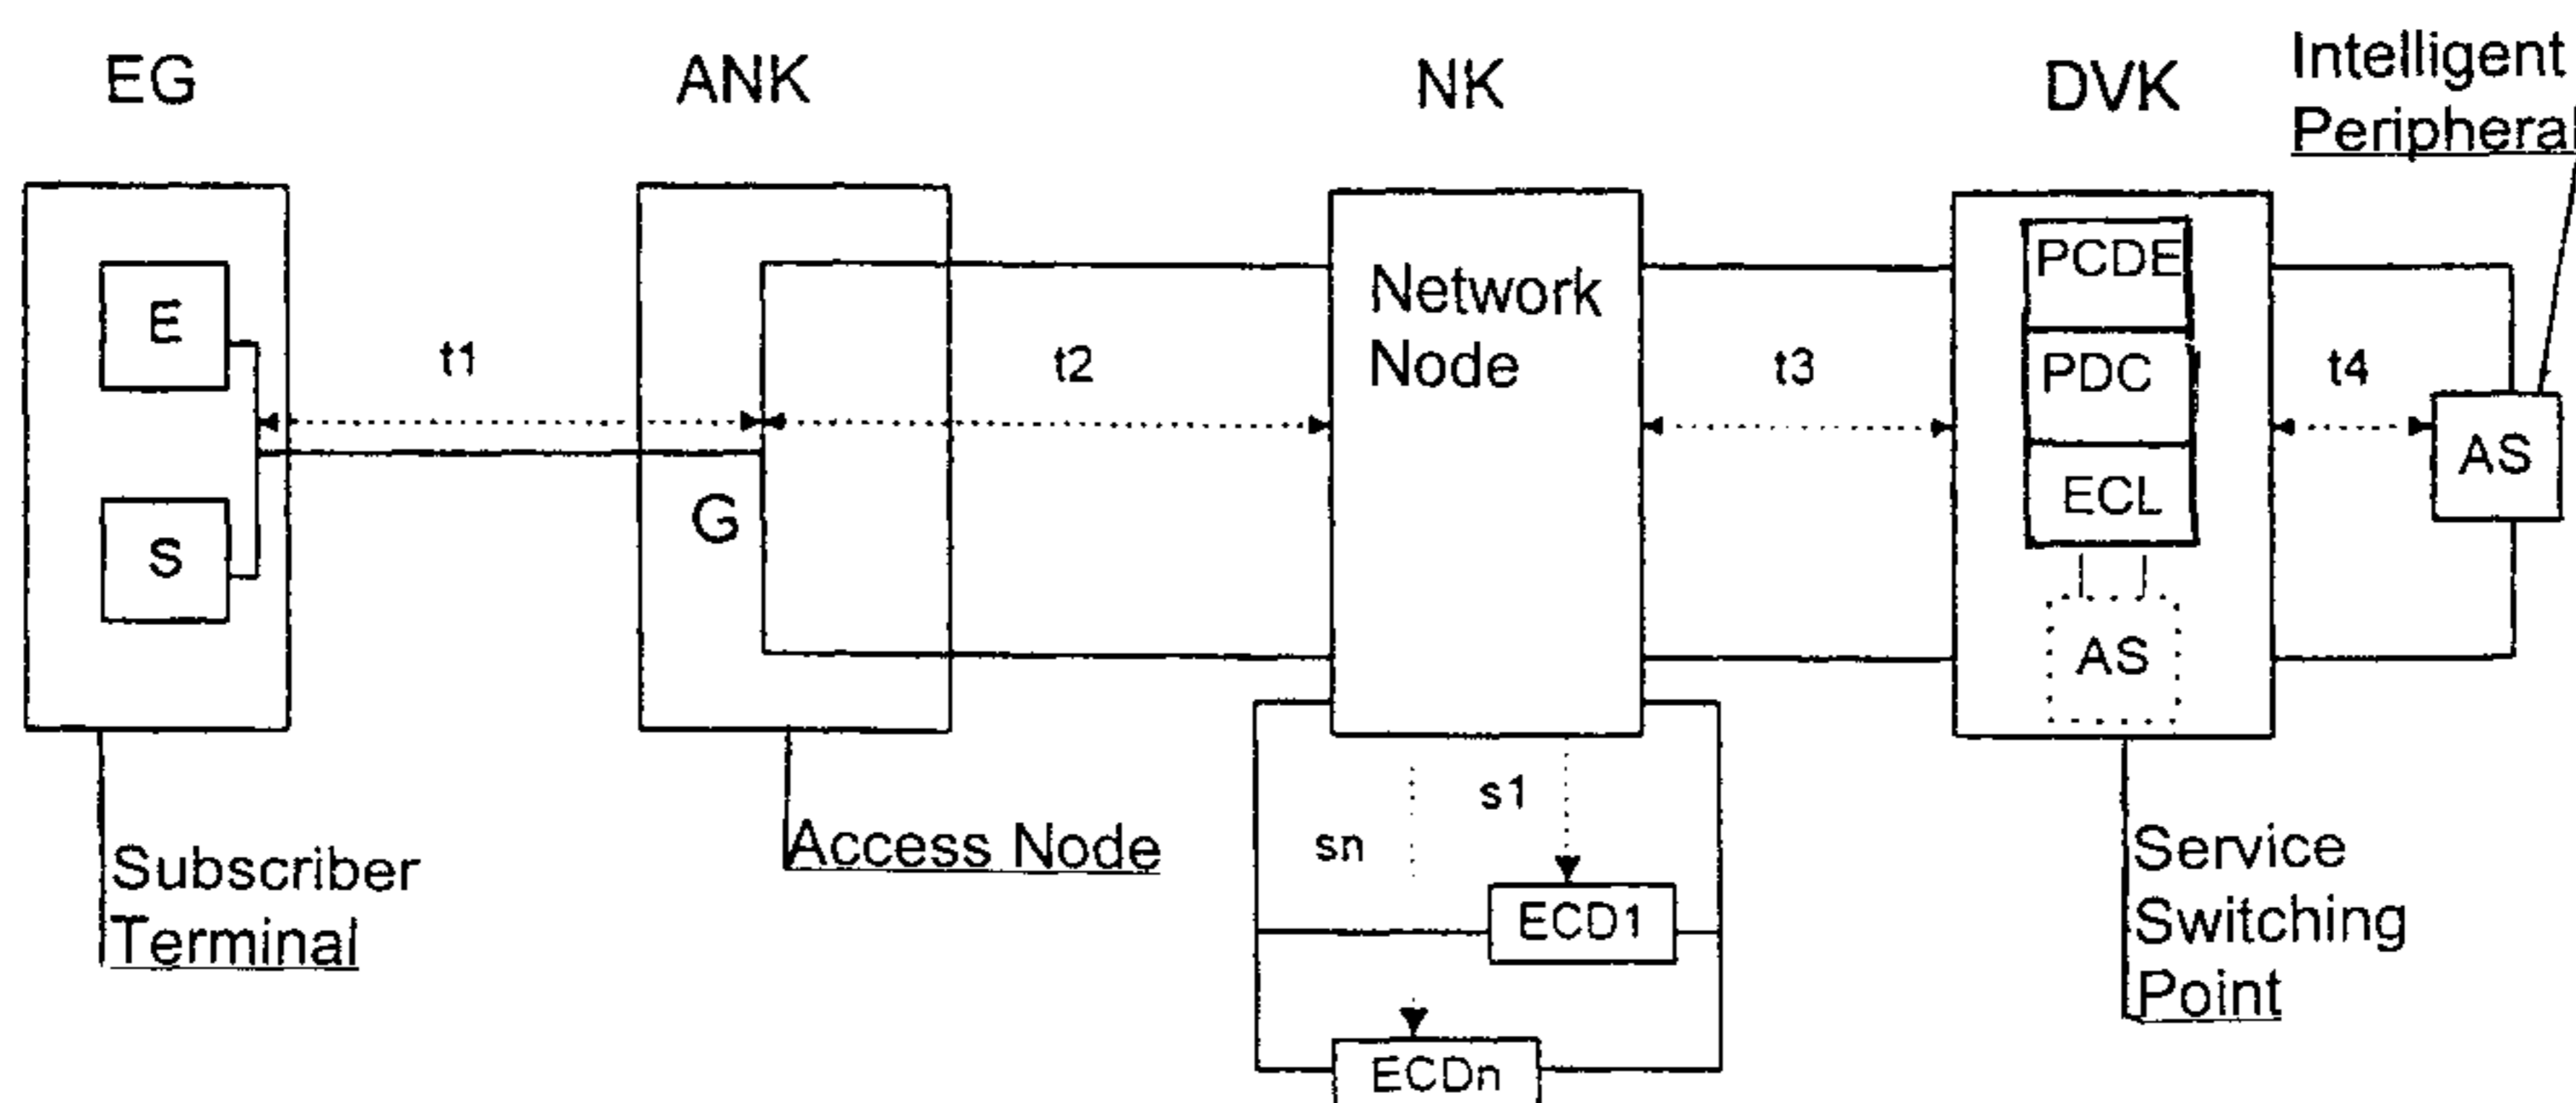 EG
ANK
NK
DVK
Intelligent
Peripheral
E
S
t1
G
t2
Network
Node
t3
PCDE
PDC
ECL
AS
t4
AS
s1
sn
ECD1
ECDn
Subscriber
Terminal
Access Node
Service
Switching
Point